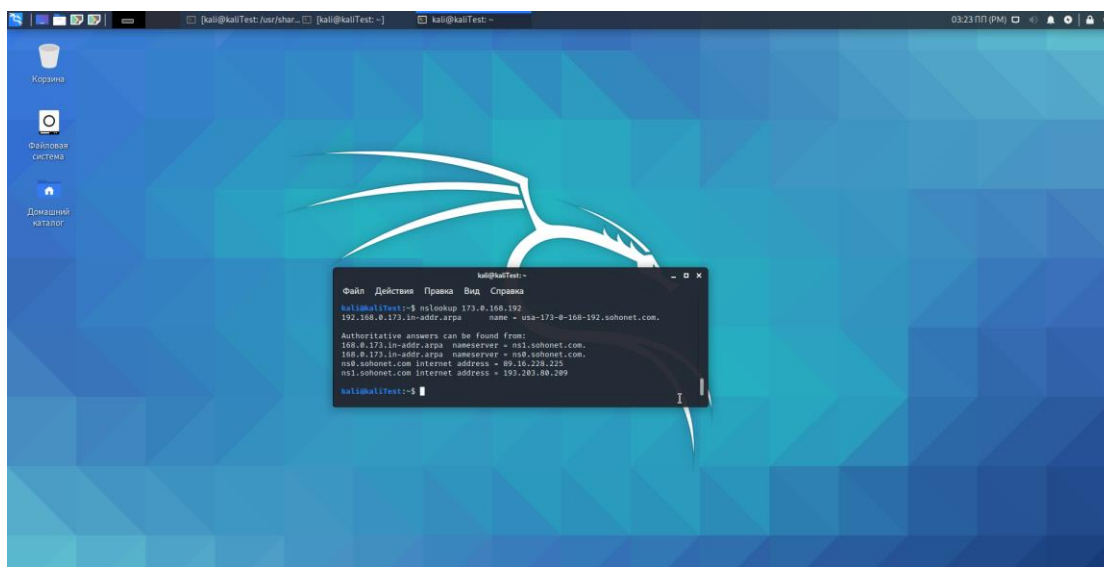 [kali@kaliTest: /usr/shar...
[kali@kaliTest: ~]
kali@kaliTest: ~
03:23 ПП (PM)
Корзина
Файловая
система
Домашний
каталог
kali@kaliTest: ~
Файл Действия Правка Вид Справка
kali@kaliTest:~$ nslookup 173.0.168.192
192.168.0.173.in-addr.arpa name = usa-173-0-168-192.sohonet.com.
Authoritative answers can be found from:
168.0.173.in-addr.arpa nameserver = ns1.sohonet.com.
168.0.173.in-addr.arpa nameserver = ns0.sohonet.com.
ns0.sohonet.com internet address = 89.16.228.225
ns1.sohonet.com internet address = 193.203.80.209
kali@kaliTest:~$